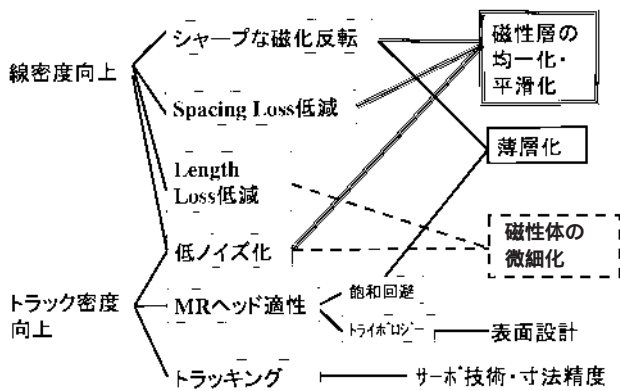 線密度向上
シャープな磁化反転
磁性層の
均一化・
平滑化
Spacing Loss低減
薄層化
Length
Loss低減
磁性体の
微細化
低ノイズ化
トラック密度
向上
MRヘッド適性
飽和回避
トライボロジー
表面設計
トラッキング
サーボ技術・寸法精度